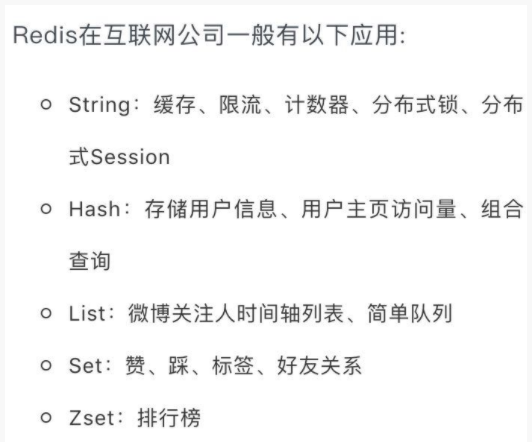 Redis在互联网公司一般有以下应用:
String：缓存、限流、计数器、分布式锁、分布
式Session
Hash：存储用户信息、用户主页访问量、组合
查询
List：微博关注人时间轴列表、简单队列
Set：赞、踩、标签、好友关系
Zset：排行榜